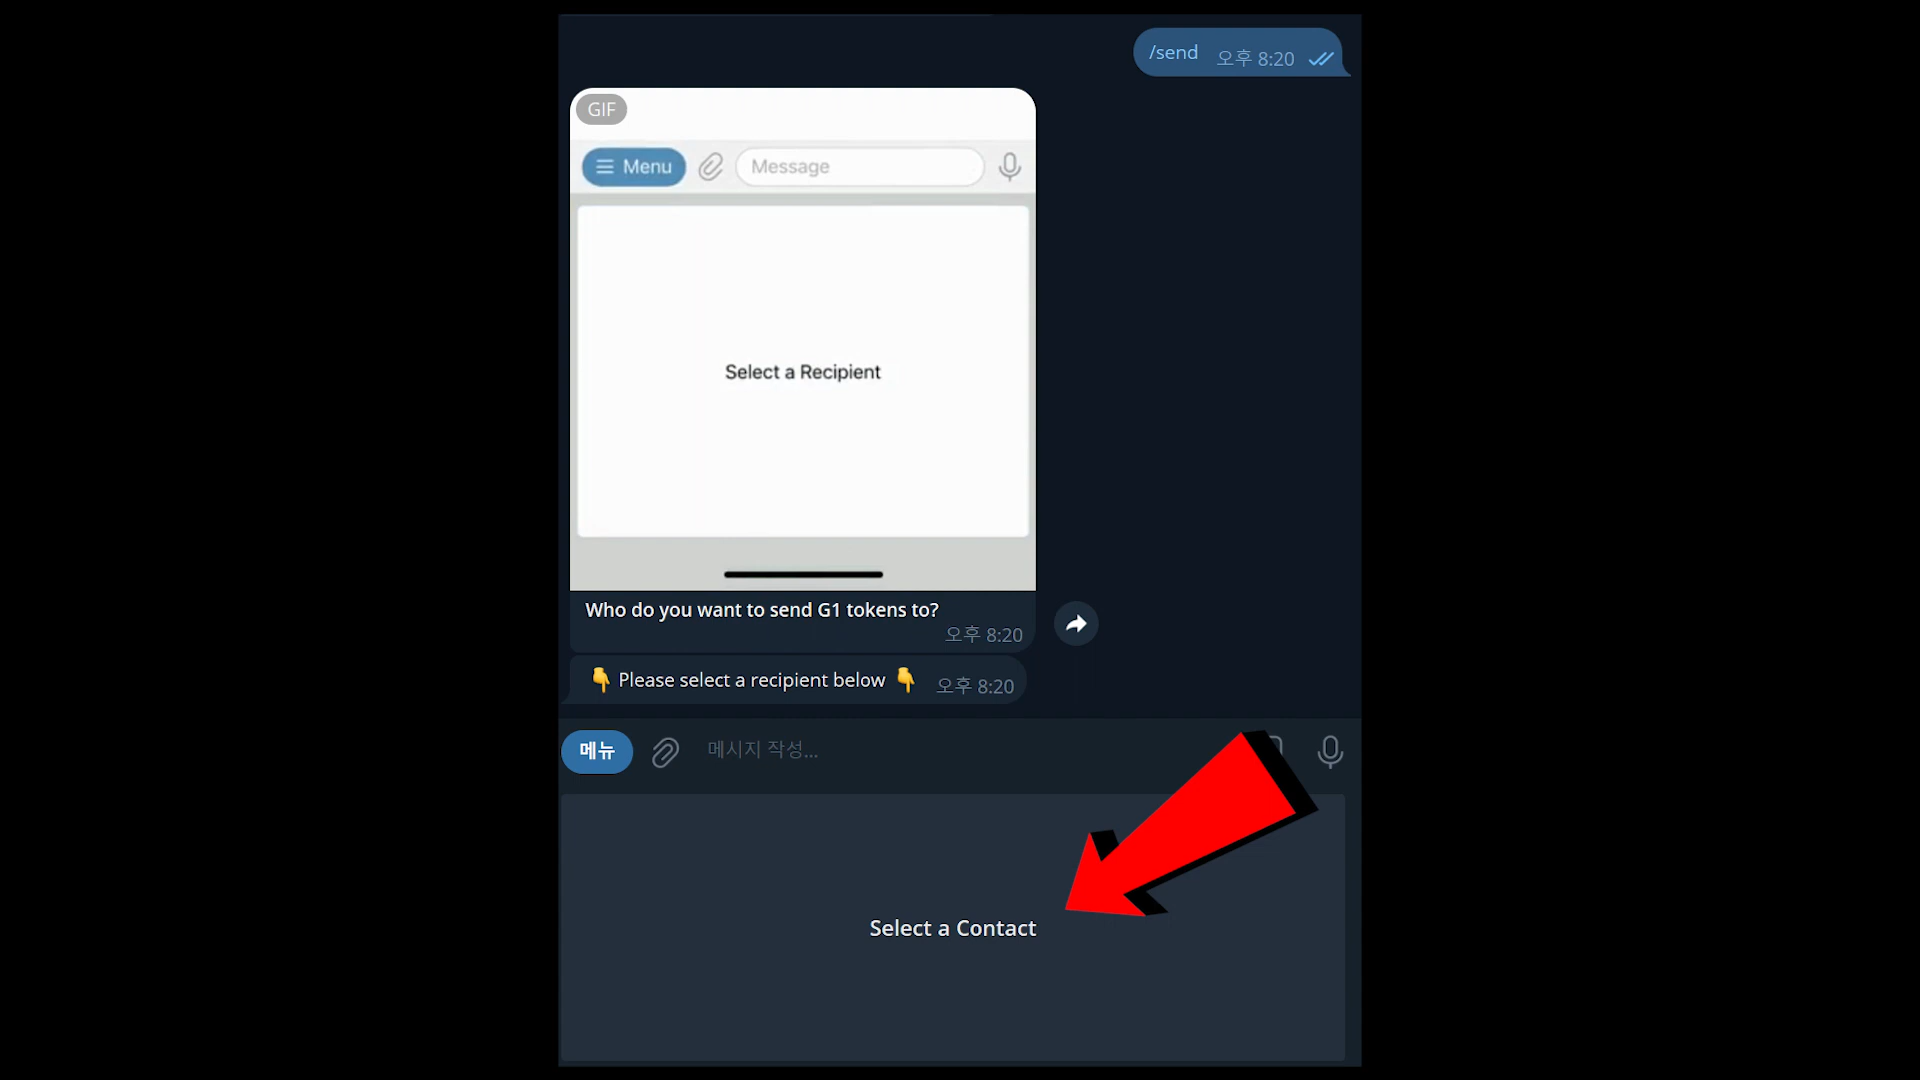 /send 오후 8:20
GIF
Menu Message
Select a Recipient
Who do you want to send G1 tokens to?
오후 8:20
👇 Please select a recipient below 👇 오후 8:20
메뉴 메시지 작성...
Select a Contact